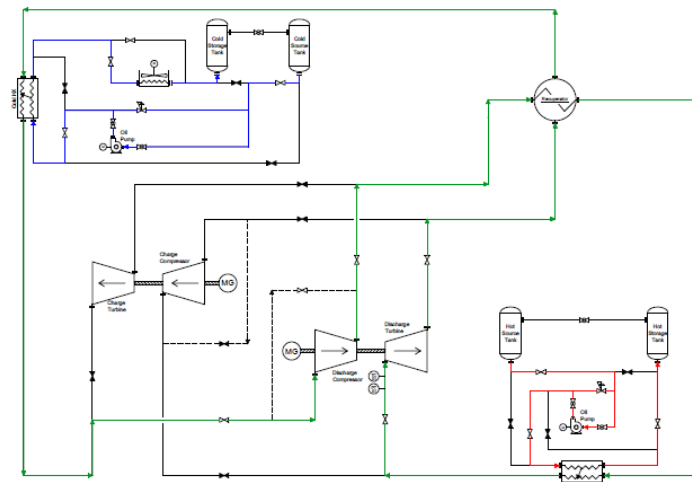 Cold
Storage
Tank
Cold
Source
Tank
Cold HX
Oil
Pump
Recuperator
Charge
Compressor
MG
Charge
Turbine
Discharge
Turbine
MG
Discharge
Compressor
Hot
Source
Tank
Hot
Storage
Tank
Oil
Pump